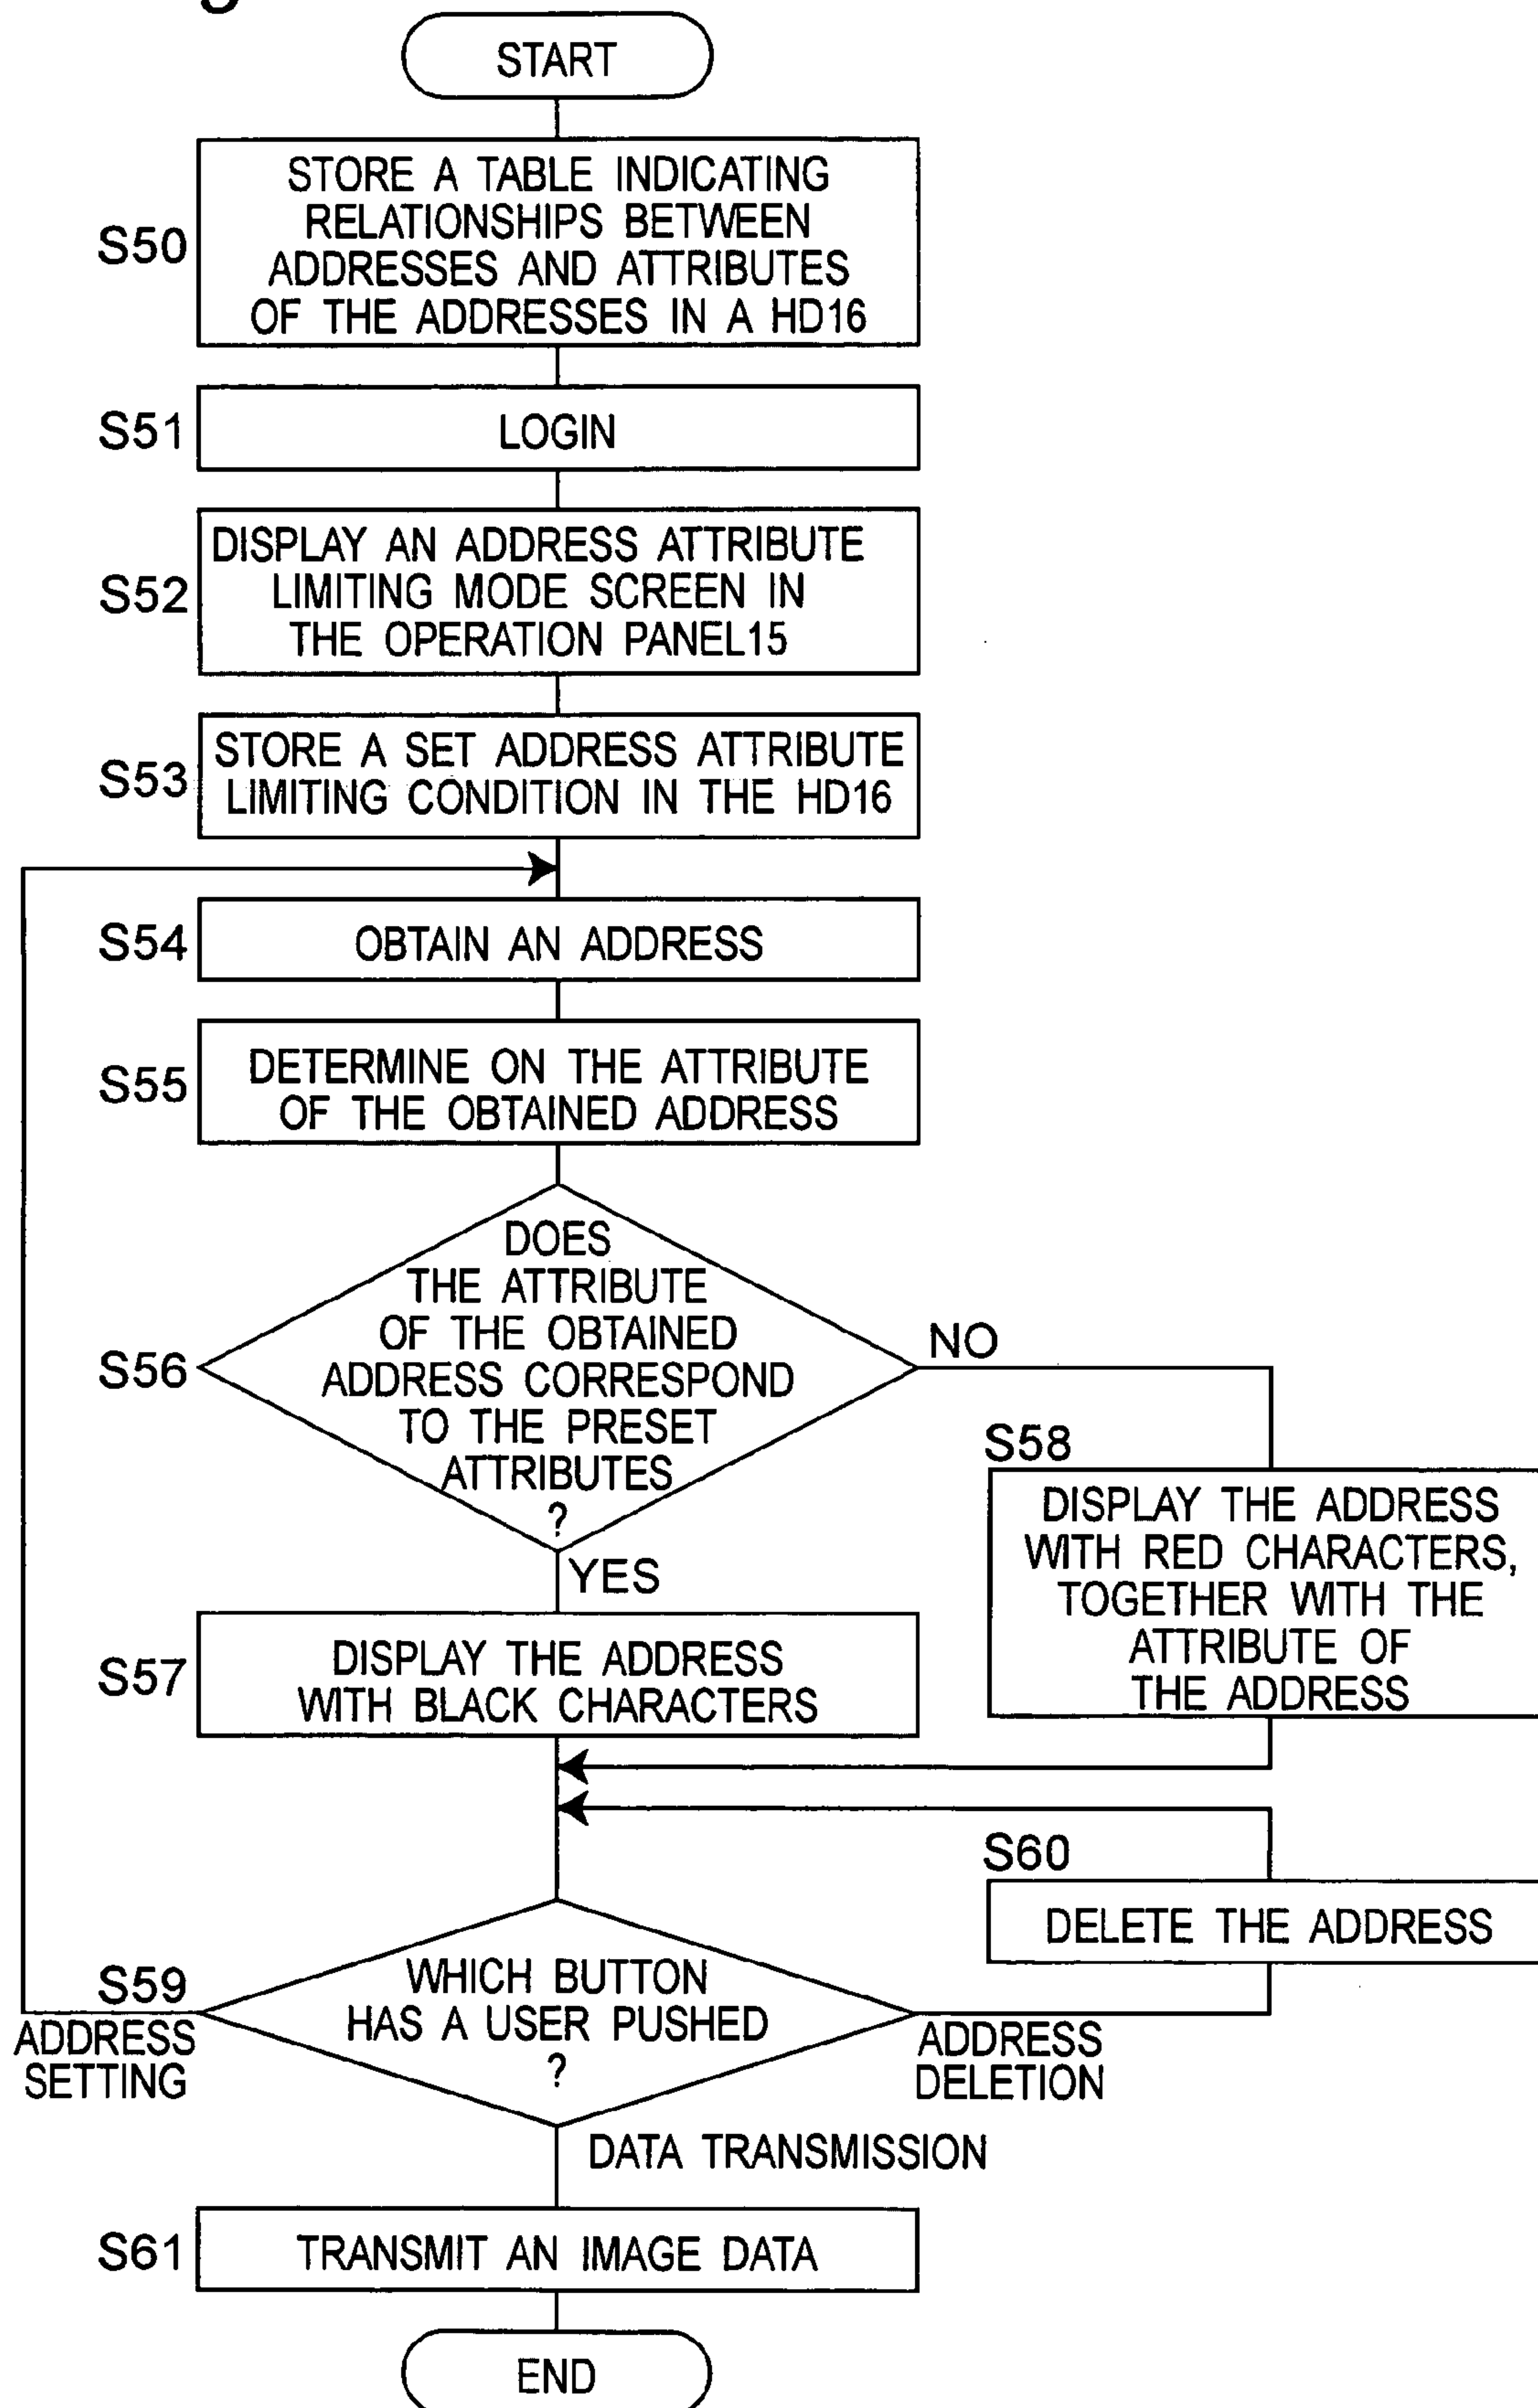 START
S50
STORE A TABLE INDICATING
RELATIONSHIPS BETWEEN
ADDRESSES AND ATTRIBUTES
OF THE ADDRESSES IN A HD16
S51
LOGIN
S52
DISPLAY AN ADDRESS ATTRIBUTE
LIMITING MODE SCREEN IN
THE OPERATION PANEL15
S53
STORE A SET ADDRESS ATTRIBUTE
LIMITING CONDITION IN THE HD16
S54
OBTAIN AN ADDRESS
S55
DETERMINE ON THE ATTRIBUTE
OF THE OBTAINED ADDRESS
S56
DOES
THE ATTRIBUTE
OF THE OBTAINED
ADDRESS CORRESPOND
TO THE PRESET
ATTRIBUTES
?
NO
YES
S58
DISPLAY THE ADDRESS
WITH RED CHARACTERS,
TOGETHER WITH THE
ATTRIBUTE OF
THE ADDRESS
S57
DISPLAY THE ADDRESS
WITH BLACK CHARACTERS
S60
DELETE THE ADDRESS
S59
WHICH BUTTON
HAS A USER PUSHED
?
ADDRESS
SETTING
ADDRESS
DELETION
DATA TRANSMISSION
S61
TRANSMIT AN IMAGE DATA
END